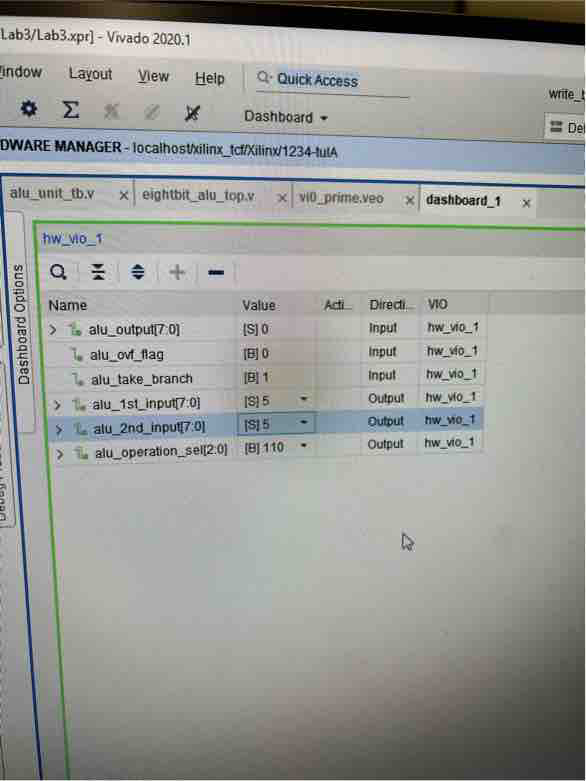 Lab3/Lab3.xpr] - Vivado 2020.1
Window Layout View Help Quick Access
write_b
Dashboard
DWARE MANAGER - localhost/xilinx_tcf/Xilinx/1234-tulA
alu_unit_tb.v × eightbit_alu_top.v × vi0_prime.veo × dashboard_1 ×
Dashboard Options
hw_vio_1
Name Value Acti... Directi... VIO
alu_output[7:0] [S] 0 Input hw_vio_1
alu_ovf_flag [B] 0 Input hw_vio_1
alu_take_branch [B] 1 Input hw_vio_1
alu_1st_input[7:0] [S] 5 Output hw_vio_1
alu_2nd_input[7:0] [S] 5 Output hw_vio_1
alu_operation_sel[2:0] [B] 110 Output hw_vio_1